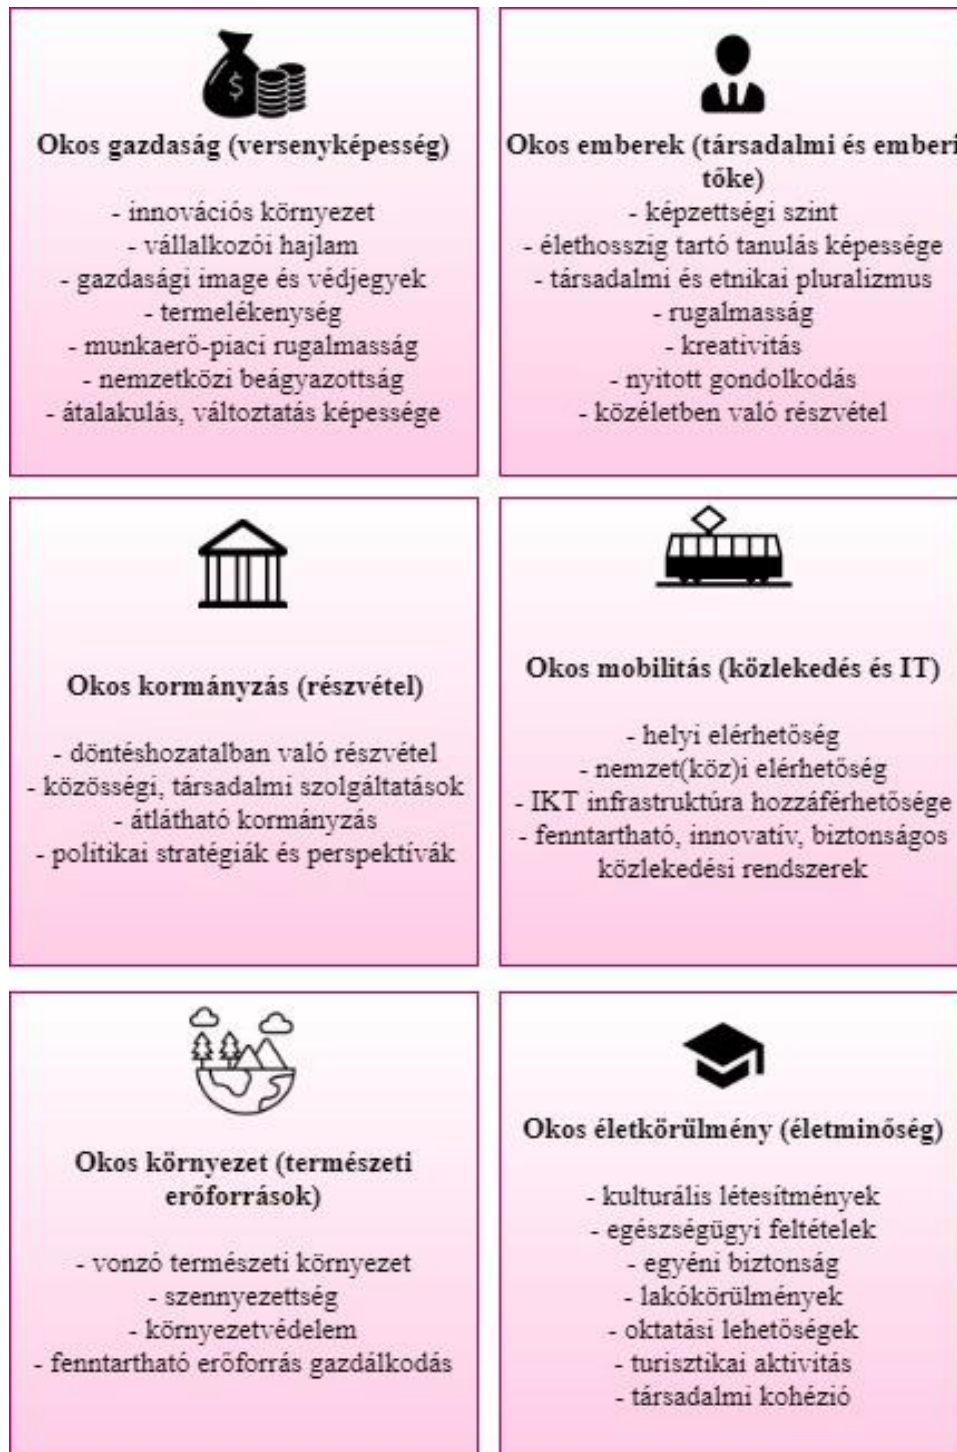 $
Okos gazdaság (versenyképesség)
- innovációs környezet
- vállalkozói hajlam
- gazdasági image és védjegyek
- termelékenység
- munkaerő-piaci rugalmasság
- nemzetközi beágyazottság
- átalakulás, változtatás képessége
Okos emberek (társadalmi és emberi
tőke)
- képzettségi szint
- élethosszig tartó tanulás képessége
- társadalmi és etnikai pluralizmus
- rugalmasság
- kreativitás
- nyitott gondolkodás
- közéletben való részvétel
Okos kormányzás (részvétel)
- döntéshozatalban való részvétel
- közösségi, társadalmi szolgáltatások
- átlátható kormányzás
- politikai stratégiák és perspektívák
Okos mobilitás (közlekedés és IT)
- helyi elérhetőség
- nemzet(köz)i elérhetőség
- IKT infrastruktúra hozzáférhetősége
- fenntartható, innovatív, biztonságos
közlekedési rendszerek
Okos környezet (természeti
erőforrások)
- vonzó természeti környezet
- szennyezettség
- környezetvédelem
- fenntartható erőforrás gazdálkodás
Okos életkörülmény (életminőség)
- kulturális létesítmények
- egészségügyi feltételek
- egyéni biztonság
- lakókörülmények
- oktatási lehetőségek
- turisztikai aktivitás
- társadalmi kohézió